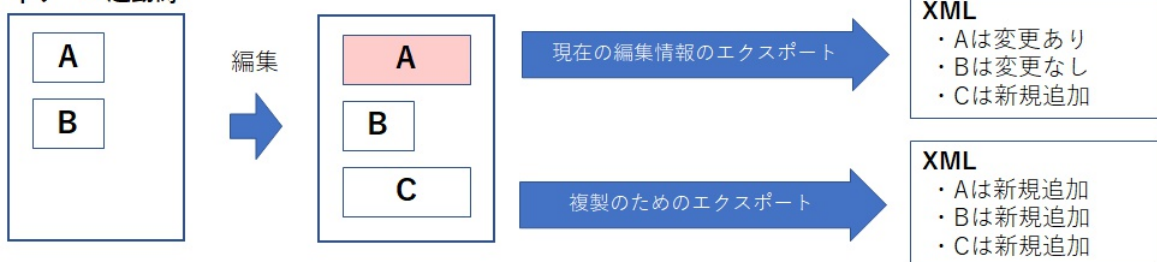 A
B
編集
A
B
C
現在の編集情報のエクスポート
XML
・Aは変更あり
・Bは変更なし
・Cは新規追加
複製のためのエクスポート
XML
・Aは新規追加
・Bは新規追加
・Cは新規追加